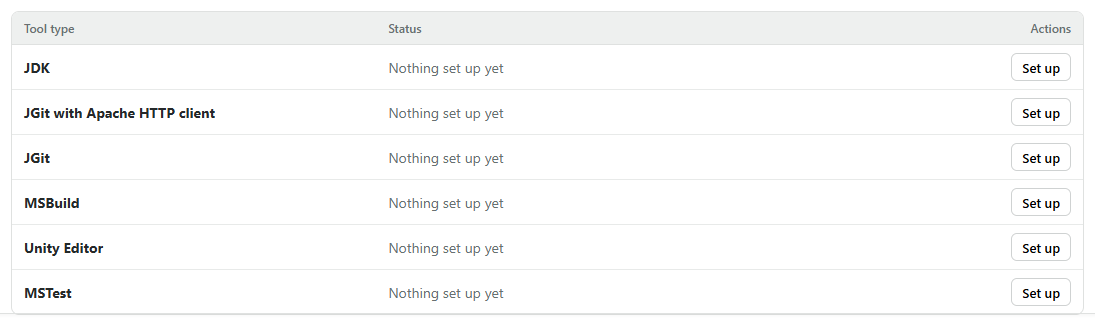 Tool type Status Actions
JDK Nothing set up yet Set up
JGit with Apache HTTP client Nothing set up yet Set up
JGit Nothing set up yet Set up
MSBuild Nothing set up yet Set up
Unity Editor Nothing set up yet Set up
MSTest Nothing set up yet Set up